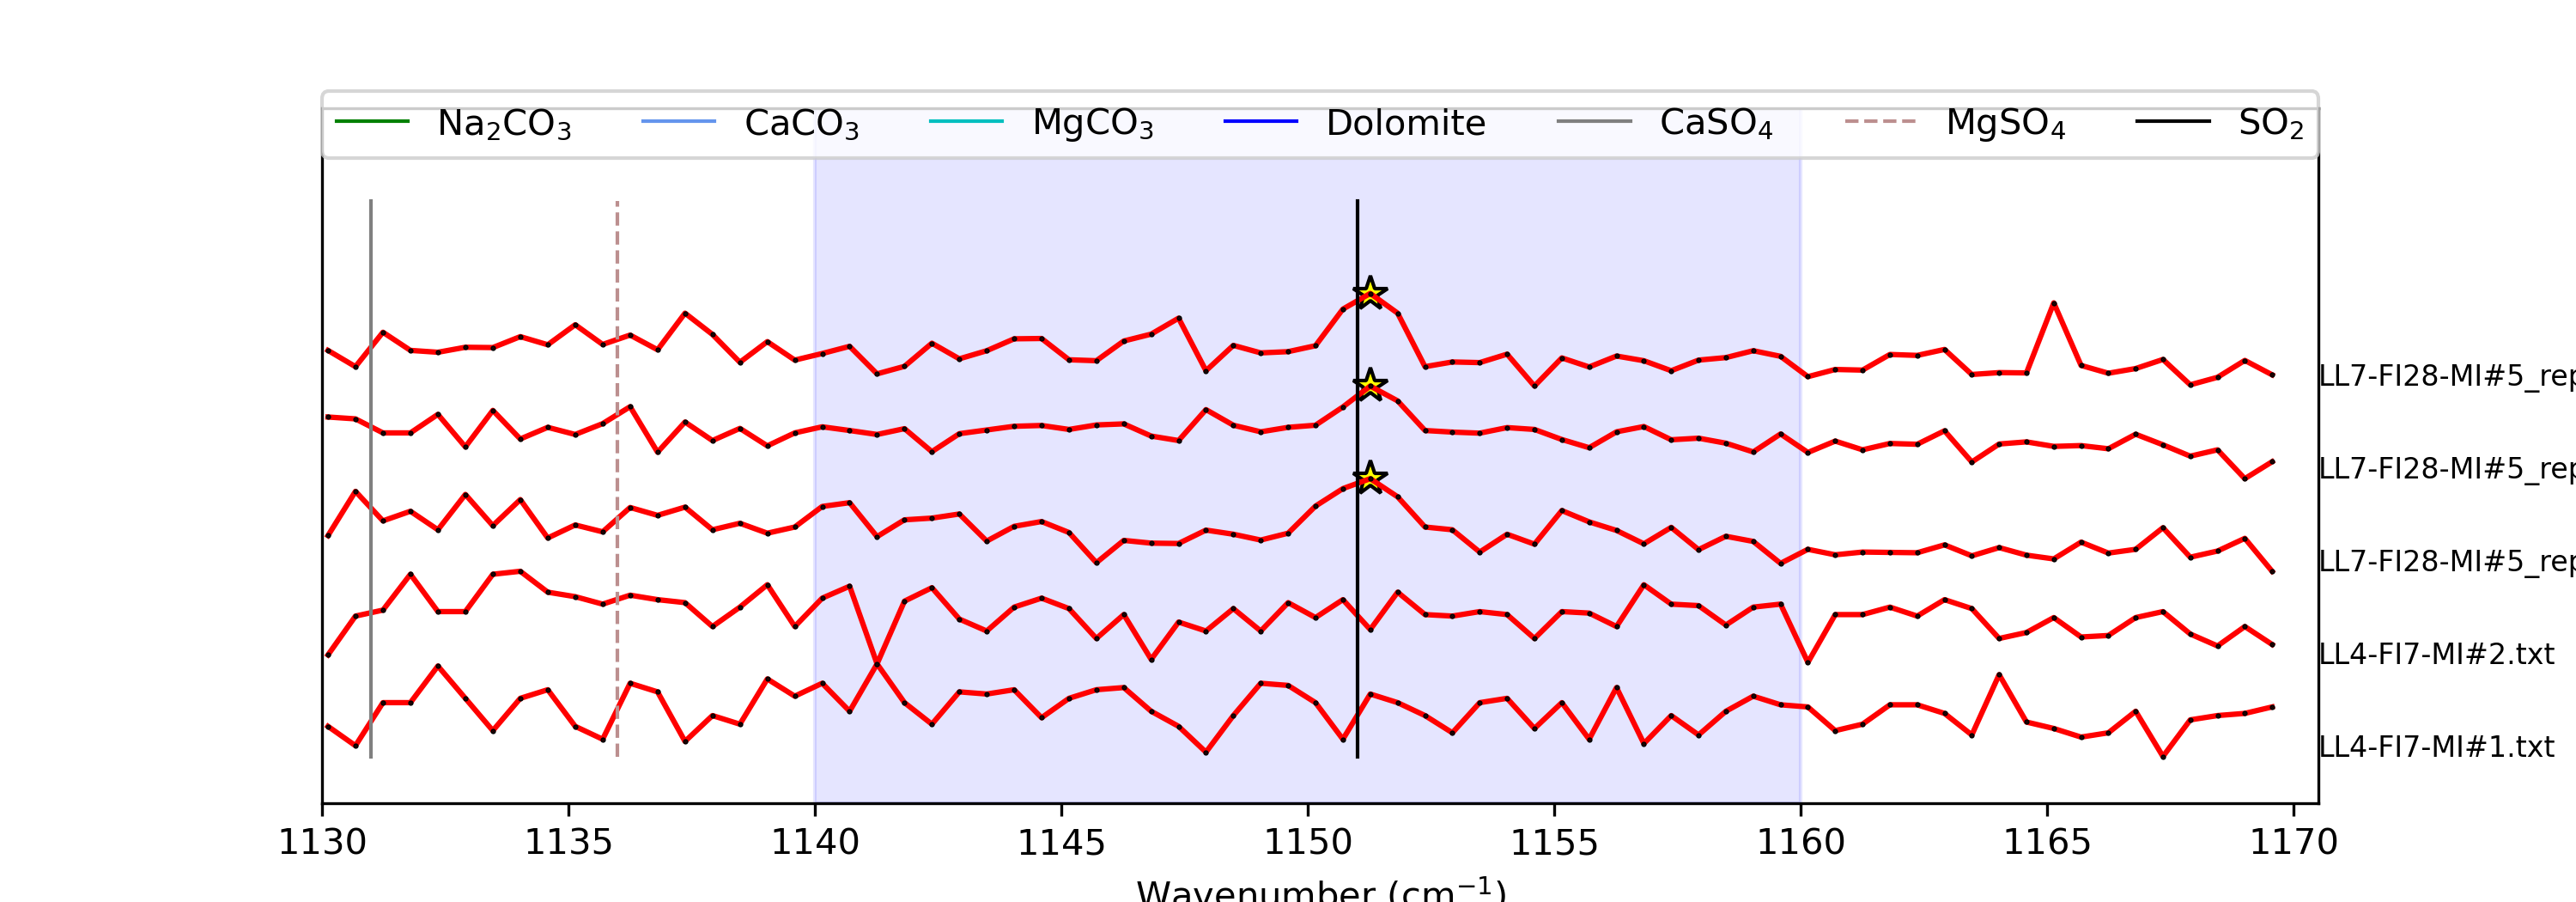 Na₂CO₃ CaCO₃ MgCO₃ Dolomite CaSO₄ MgSO₄ SO₂
LL7-FI28-MI#5_rep
LL7-FI28-MI#5_rep
LL7-FI28-MI#5_rep
LL4-FI7-MI#2.txt
LL4-FI7-MI#1.txt
1130 1135 1140 1145 1150 1155 1160 1165 1170
Wavenumber (cm⁻¹)